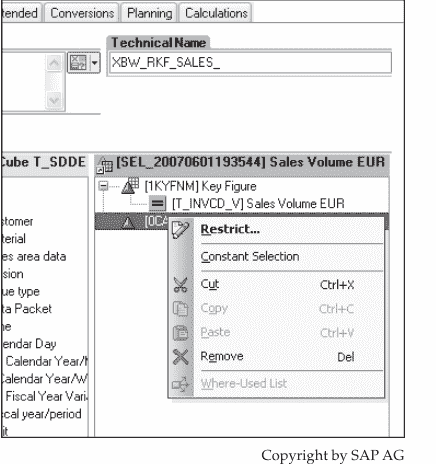 tended Conversions Planning Calculations
Technical Name
XBW_RKF_SALES_
Cube T_SDDE
[SEL_20070601193544] Sales Volume EUR
[1KYFNM] Key Figure
[T_INVCD_V] Sales Volume EUR
[0CA
Restrict...
Constant Selection
Cut Ctrl+X
Copy Ctrl+C
Paste Ctrl+V
Remove Del
Where-Used List
stomer
terial
es area data
sion
ue type
ta Packet
ne
endar Day
Calendar Year/
Calendar Year/W
Fiscal Year Vari
cal year/period
it
Copyright by SAP AG